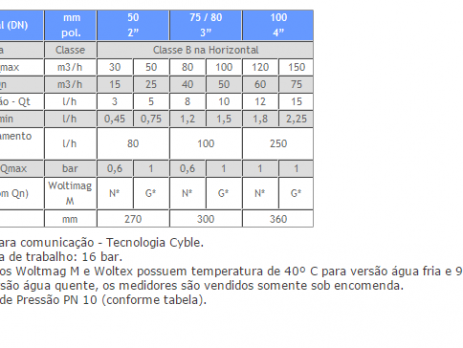 l (DN) mm 50 75 / 80 100
pol. 2” 3” 4”
a Classe Classe B na Horizontal
max m3/h 30 50 80 100 120 150
n m3/h 15 25 40 50 60 75
ão - Qt l/h 3 5 8 10 12 15
min l/h 0,45 0,75 1,2 1,5 1,8 2,25
amento l/h 80 100 250
Qmax bar 0,6 1 0,6 1 1 1
om Qn) Woltimag M Nº Gº Nº Gº Nº Gº
mm 270 300 360
ara comunicação - Tecnologia Cyble.
a de trabalho: 16 bar.
os Woltmag M e Woltex possuem temperatura de 40º C para versão água fria e 9
são água quente, os medidores são vendidos somente sob encomenda.
de Pressão PN 10 (conforme tabela).